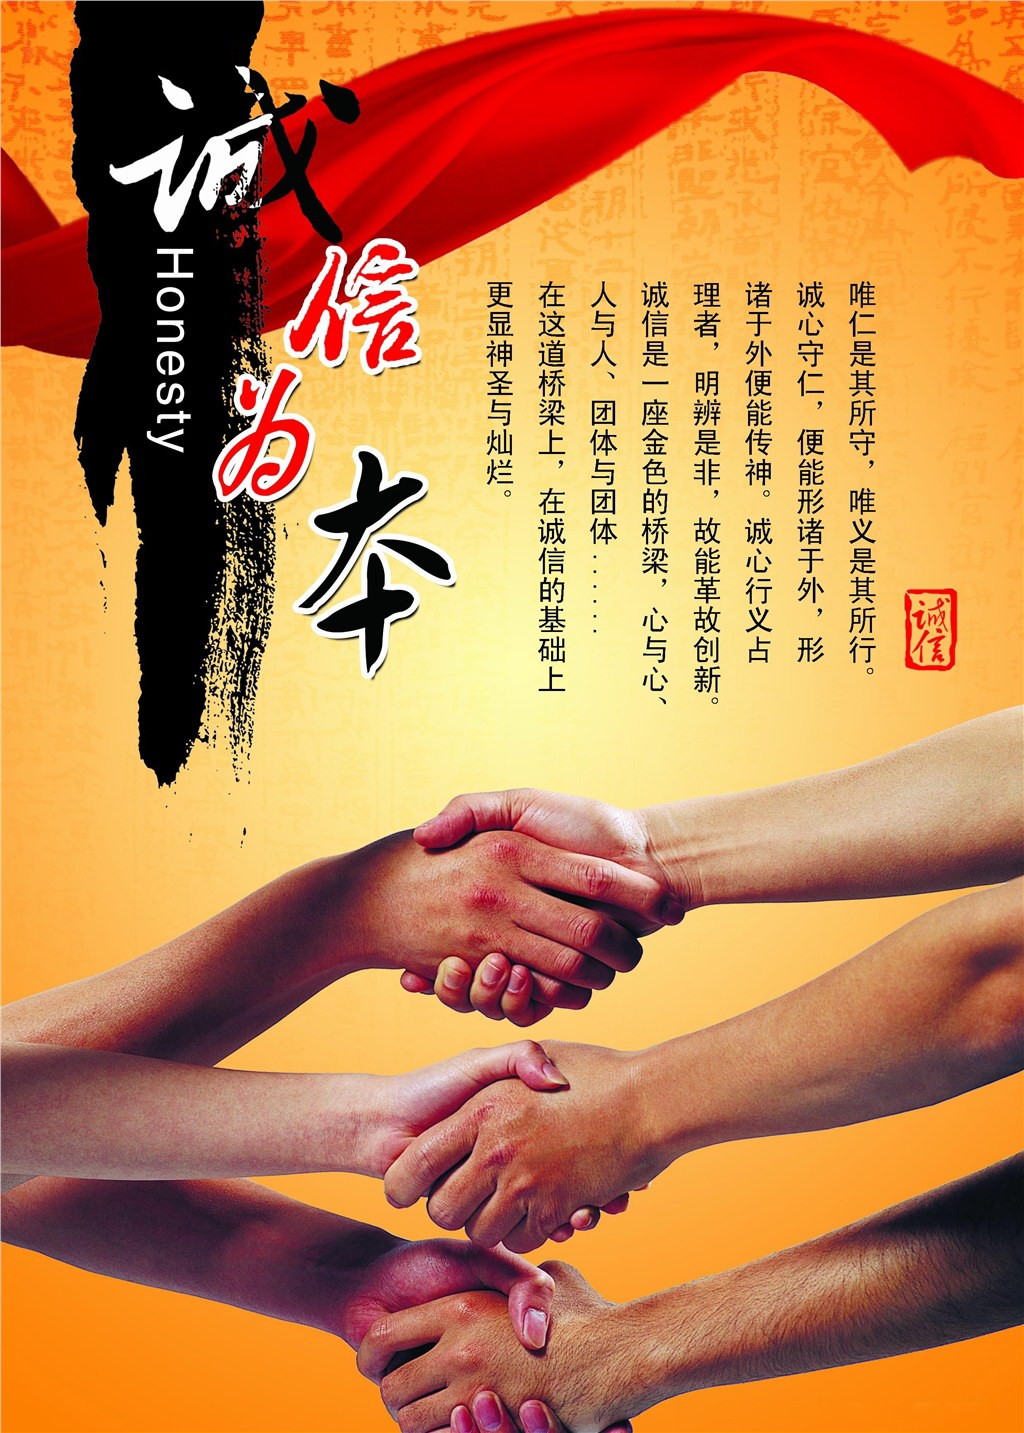 誠信为本
Honesty
唯仁是其所守，唯义是其所行。
诚心守仁，便能形诸于外，形
诸于外便能传神。诚心行义占
理者，明辨是非，故能革故创新。
诚信是一座金色的桥梁，心与心、
人与人、团体与团体.......
在这道桥梁上，在诚信的基础上
更显神圣与灿烂。
诚信